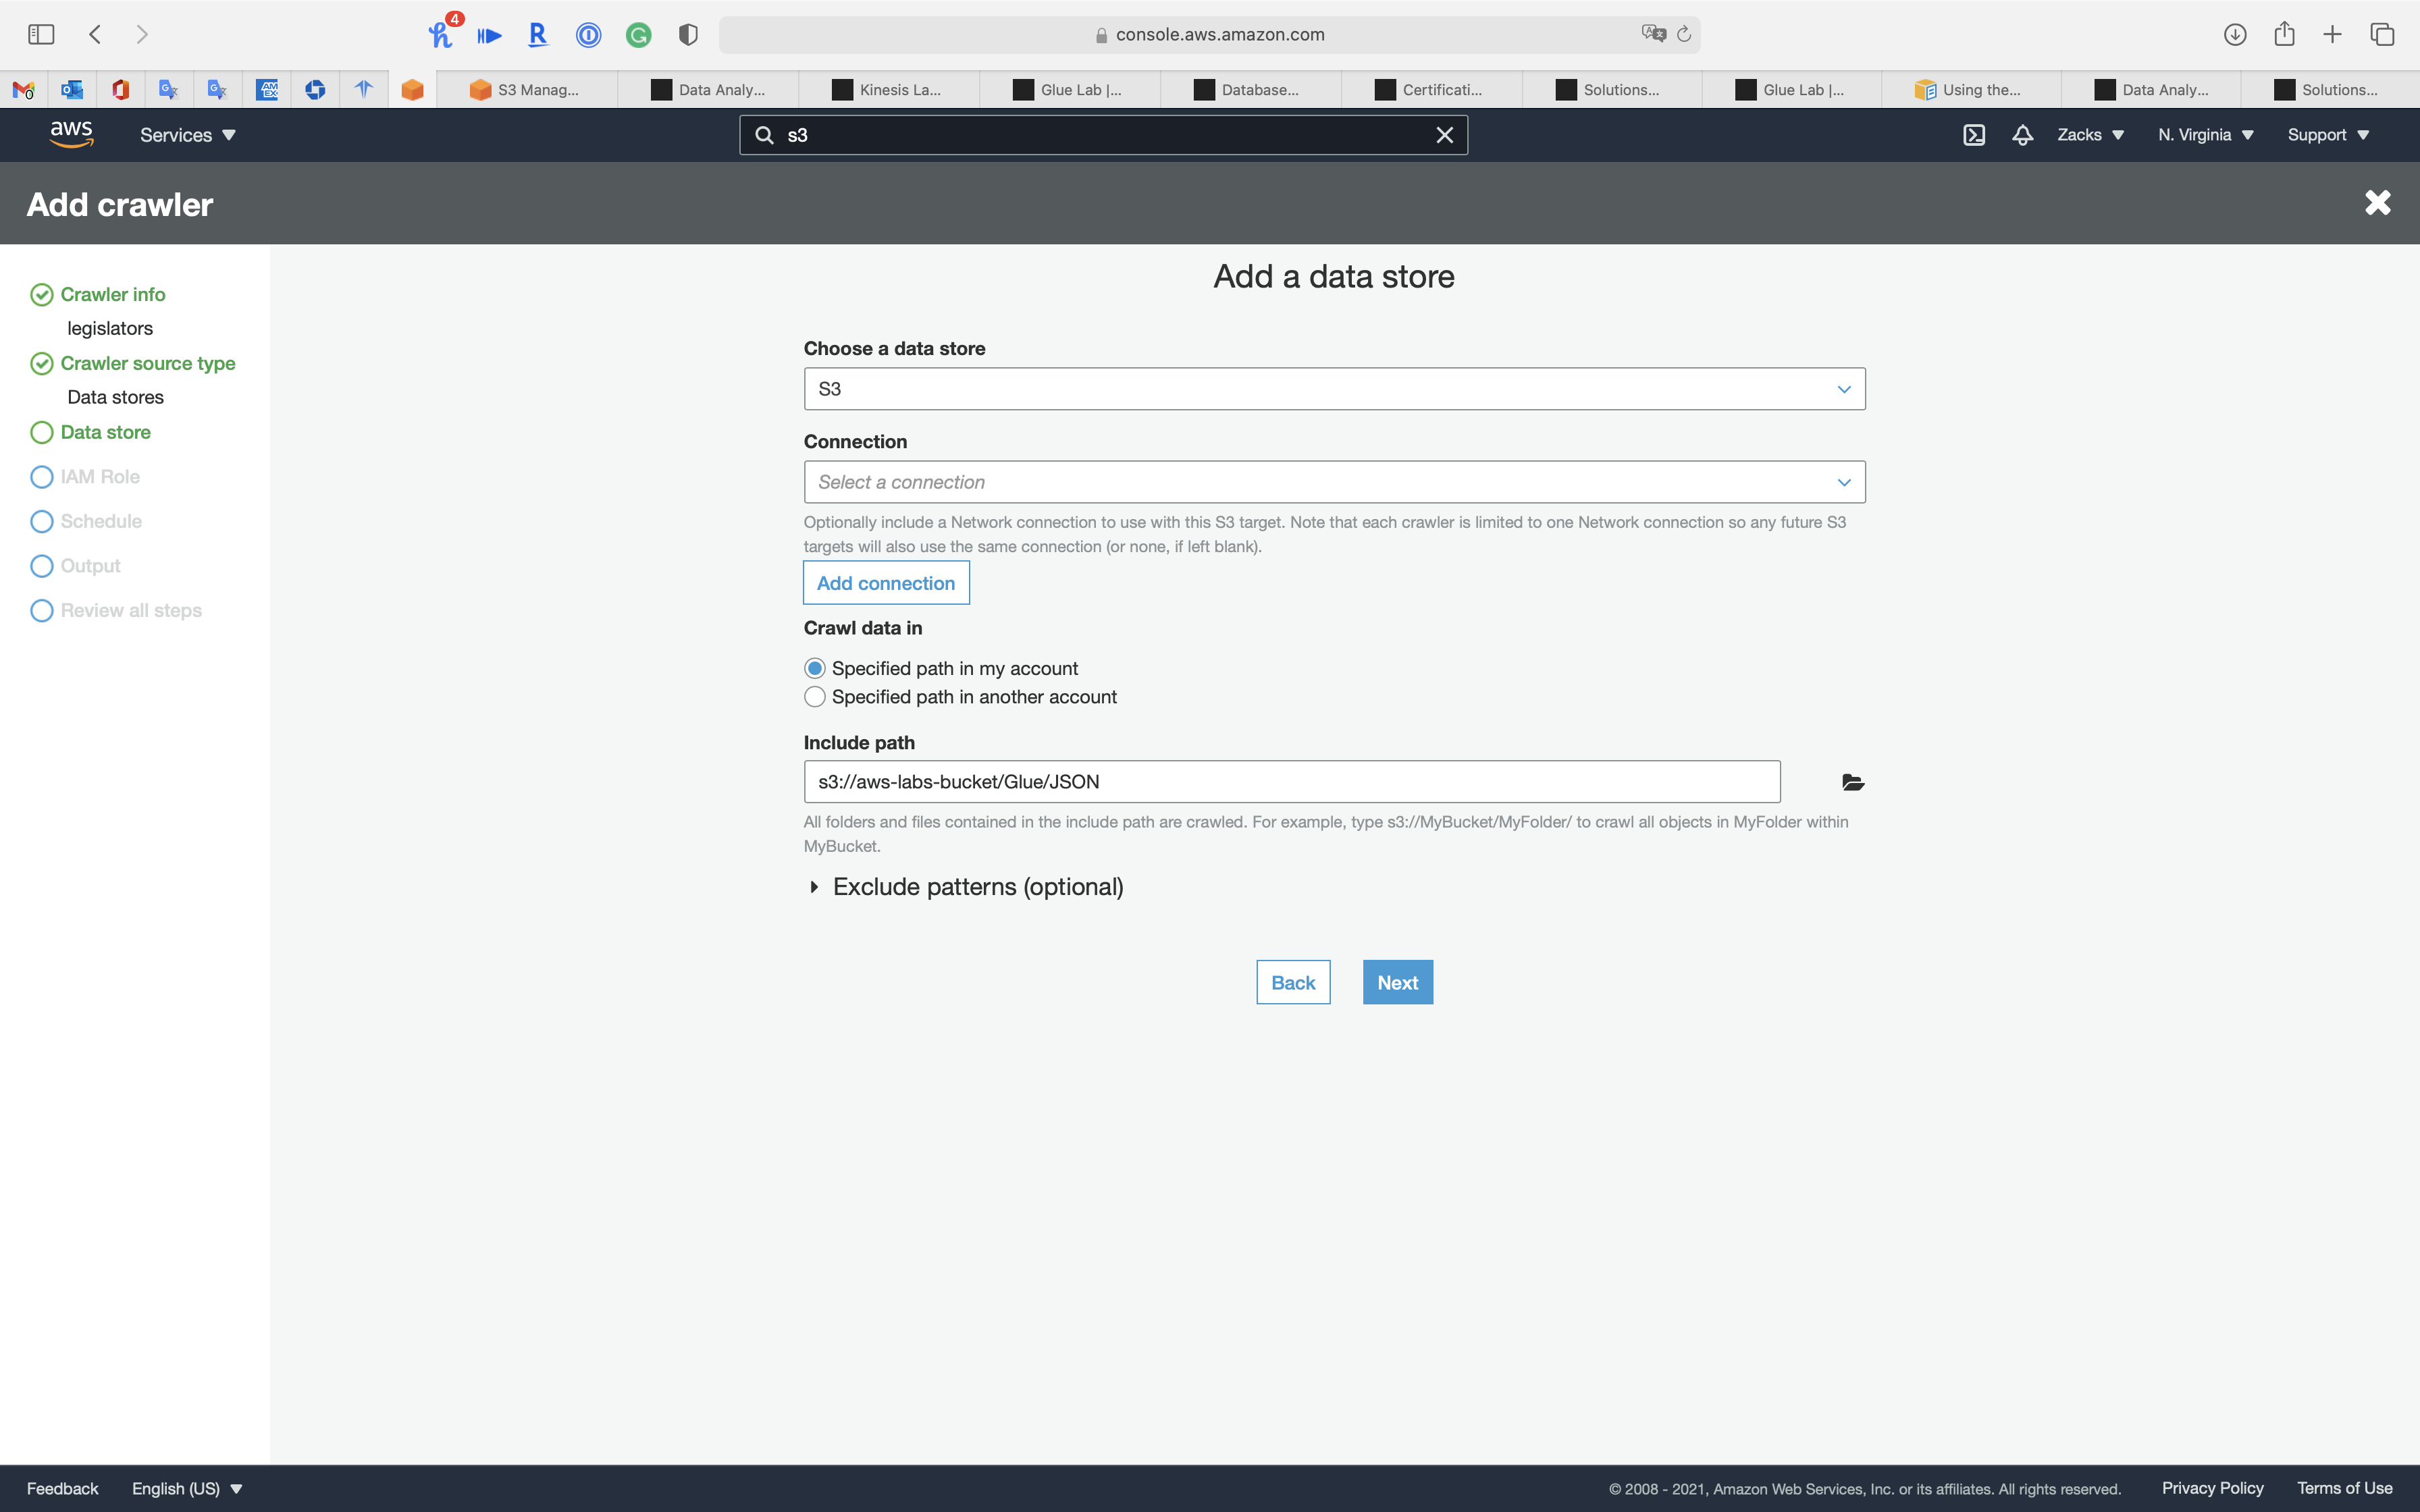 4
console.aws.amazon.com
0
AM
EX
S3 Manag...
Data Analy...
Kinesis La...
Glue Lab |...
Database...
Certificati...
Solutions...
Glue Lab |...
Using the...
Data Analy...
Solutions...
aws
Services
s3
Zacks
N. Virginia
Support
Add crawler
Crawler info
legislators
Crawler source type
Data stores
Data store
IAM Role
Schedule
Output
Review all steps
Add a data store
Choose a data store
S3
Connection
Select a connection
Optionally include a Network connection to use with this S3 target. Note that each crawler is limited to one Network connection so any future S3
targets will also use the same connection (or none, if left blank).
Add connection
Crawl data in
Specified path in my account
Specified path in another account
Include path
s3://aws-labs-bucket/Glue/JSON
All folders and files contained in the include path are crawled. For example, type s3://MyBucket/MyFolder/ to crawl all objects in MyFolder within
MyBucket.
Exclude patterns (optional)
Back
Next
Feedback
English (US)
© 2008 - 2021, Amazon Web Services, Inc. or its affiliates. All rights reserved.
Privacy Policy
Terms of Use